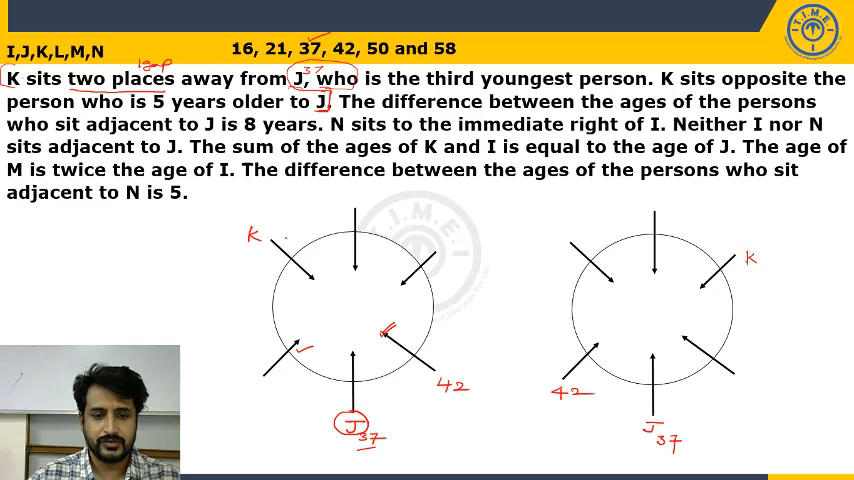 T.I.M.E.
I,J,K,L,M,N
16, 21, 37, 42, 50 and 58
1gap
37
K sits two places away from J, who is the third youngest person. K sits opposite the
person who is 5 years older to J. The difference between the ages of the persons
who sit adjacent to J is 8 years. N sits to the immediate right of I. Neither I nor N
sits adjacent to J. The sum of the ages of K and I is equal to the age of J. The age of
M is twice the age of I. The difference between the ages of the persons who sit
adjacent to N is 5.
T.I.M.E
K
K
42
42
J
37
J
37